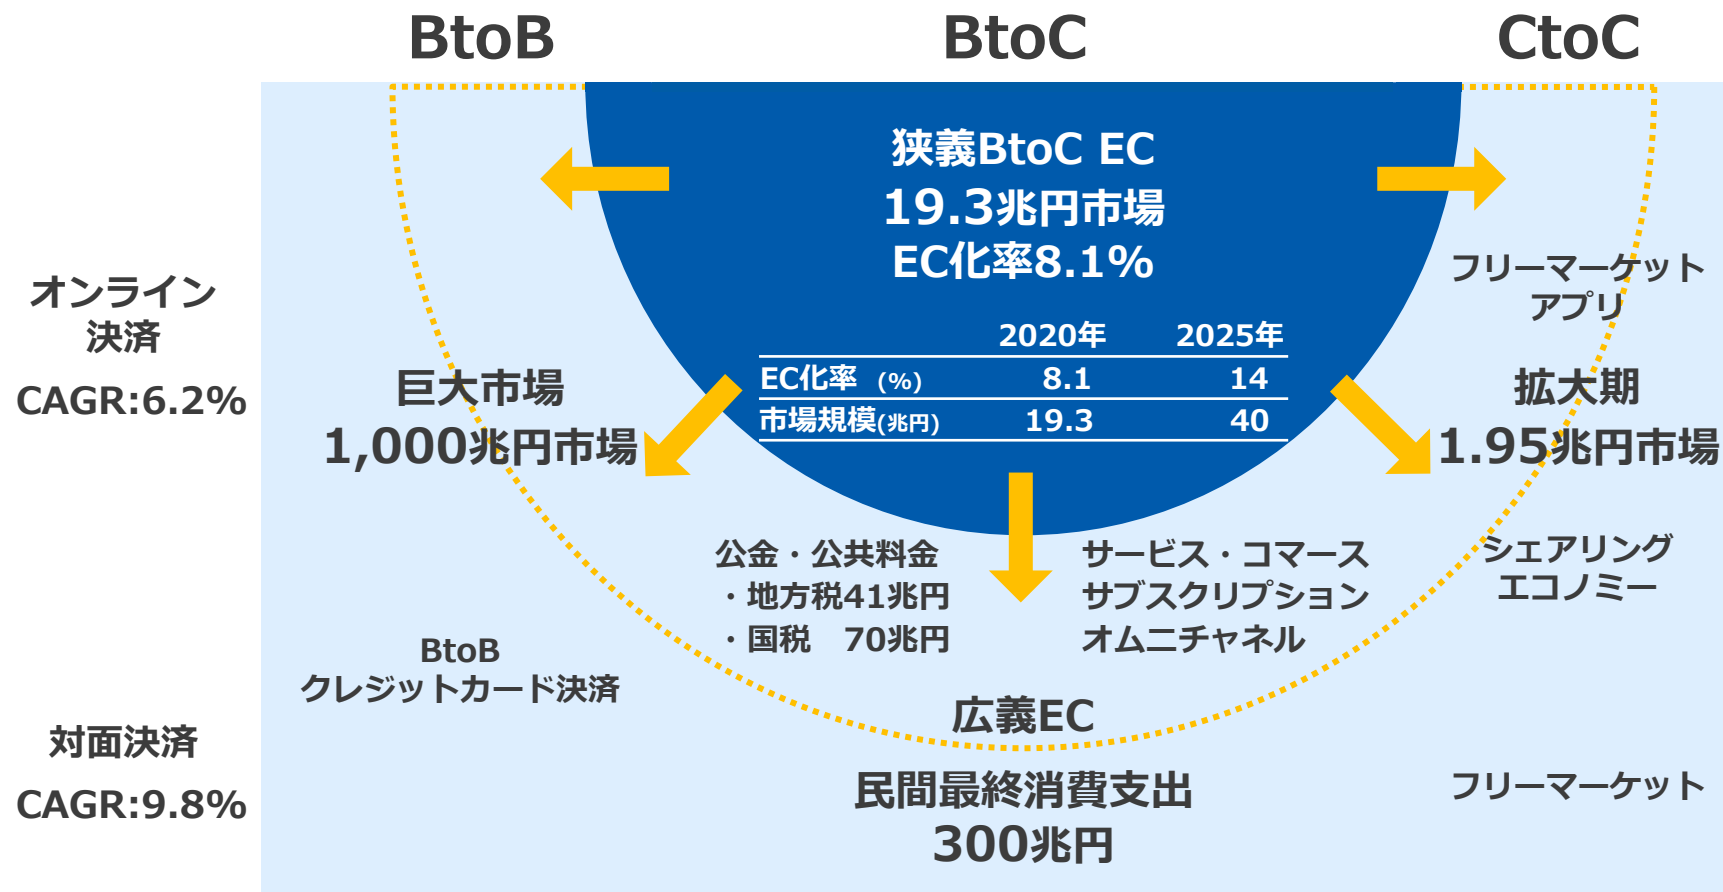 BtoB BtoC CtoC
狭義BtoC EC
19.3兆円市場
EC化率8.1%
2020年 2025年
EC化率 (%) 8.1 14
市場規模(兆円) 19.3 40
オンライン
決済
CAGR:6.2%
巨大市場
1,000兆円市場
フリーマーケット
アプリ
拡大期
1.95兆円市場
公金・公共料金
・地方税41兆円
・国税 70兆円
サービス・コマース
サブスクリプション
オムニチャネル
シェアリング
エコノミー
BtoB
クレジットカード決済
広義EC
対面決済
CAGR:9.8%
民間最終消費支出
300兆円
フリーマーケット